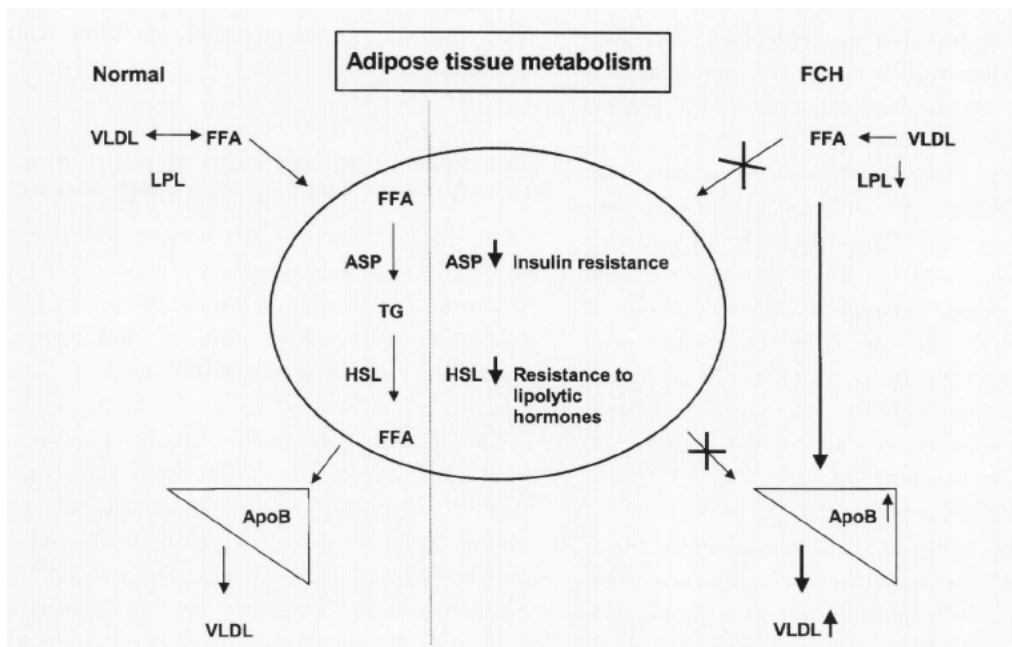 Adipose tissue metabolism
Normal
FCH
VLDL FFA
FFA VLDL
LPL
LPL
FFA
ASP
ASP Insulin resistance
TG
HSL
HSL Resistance to
lipolytic
hormones
FFA
ApoB
ApoB
VLDL
VLDL